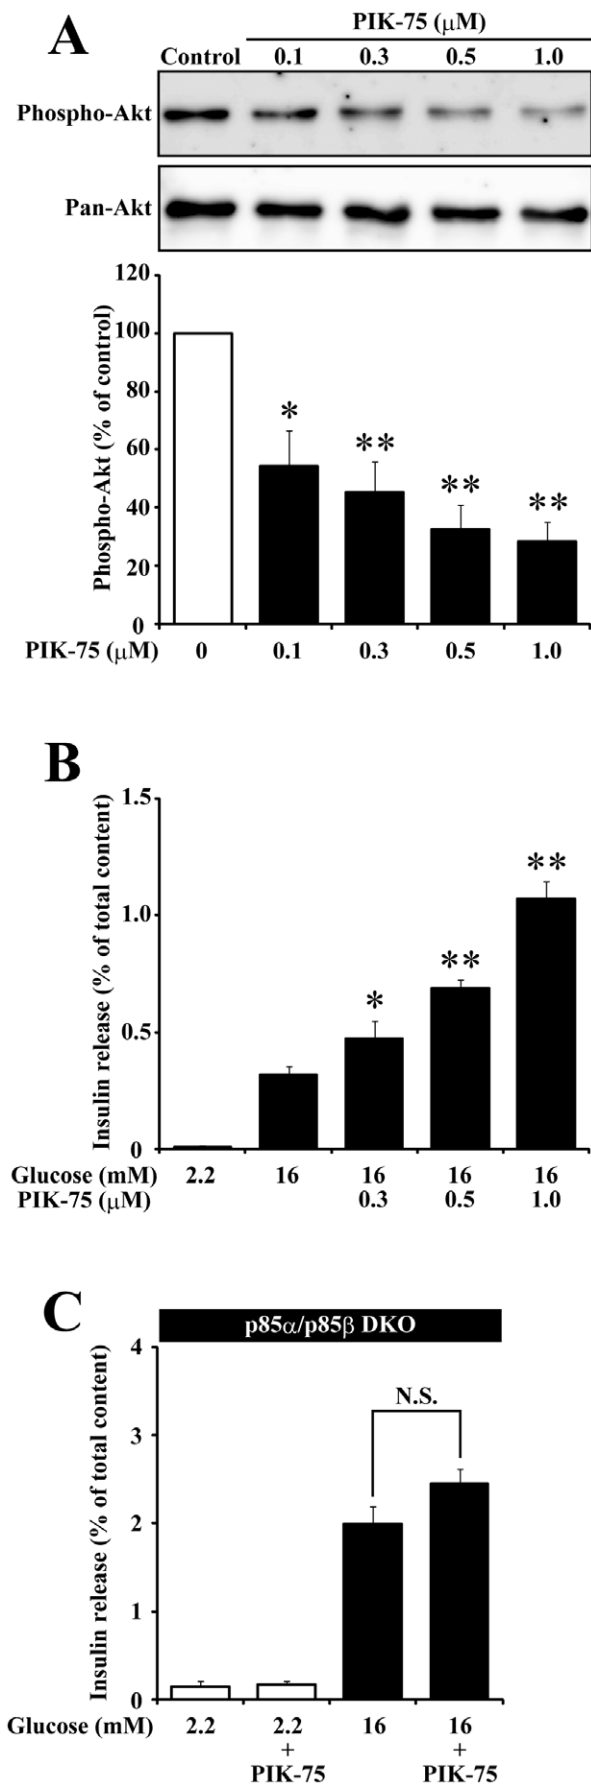 A
PIK-75 (μM)
Control 0.1 0.3 0.5 1.0
Phospho-Akt
Pan-Akt
Phospho-Akt (% of control)
120
100
80
60
40
20
0
* ** ** **
PIK-75 (μM) 0 0.1 0.3 0.5 1.0
B
Insulin release (% of total content)
1.5
1.0
0.5
0
* ** **
Glucose (mM) 2.2 16 16 16 16
PIK-75 (μM) 0.3 0.5 1.0
C
p85α/p85β DKO
Insulin release (% of total content)
4
3
2
1
0
N.S.
Glucose (mM) 2.2 2.2 16 16
+ +
PIK-75 PIK-75